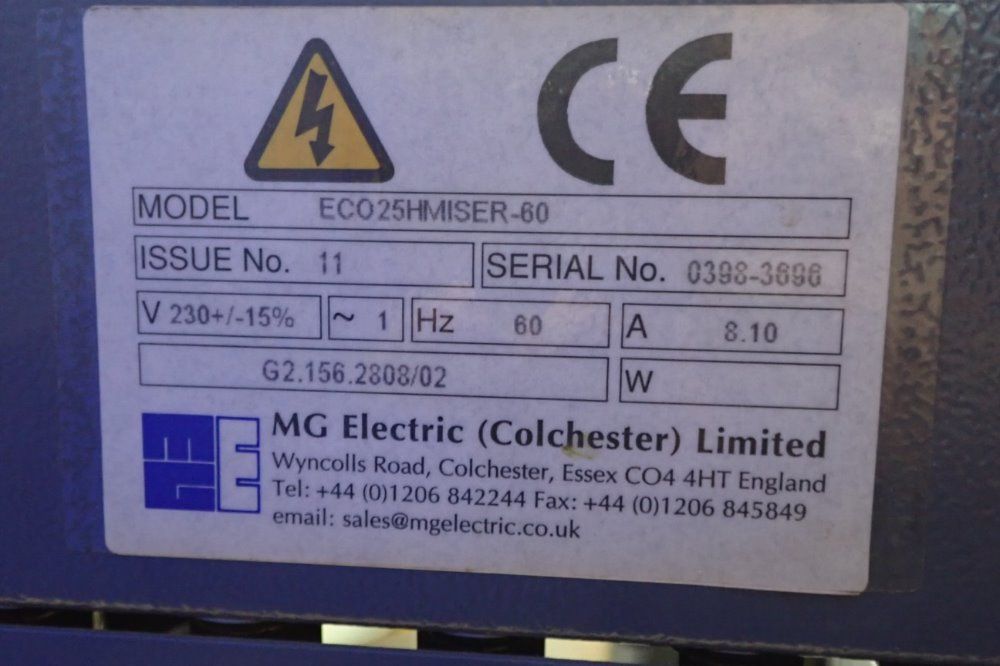 CE
MODEL ECO25HMISER-60
ISSUE No. 11 SERIAL No. 0398-3696
V 230+/-15% ~ 1 Hz 60 A 8.10
G2.156.2808/02 W
MG Electric (Colchester) Limited
Wyncolls Road, Colchester, Essex CO4 4HT England
Tel: +44 (0)1206 842244 Fax: +44 (0)1206 845849
email: sales@mgelectric.co.uk